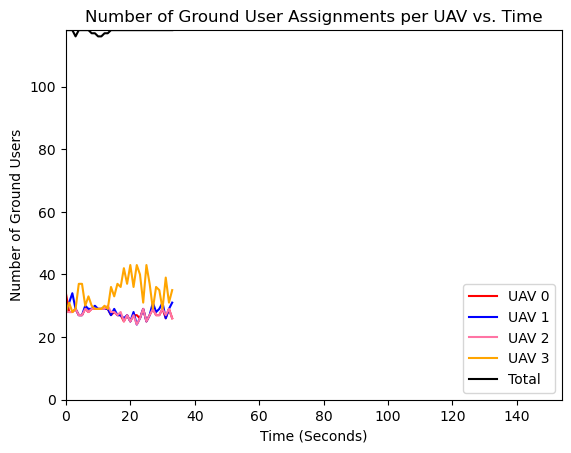 Number of Ground User Assignments per UAV vs. Time
Number of Ground Users
100
80
60
40
20
0
0 20 40 60 80 100 120 140
Time (Seconds)
UAV 0
UAV 1
UAV 2
UAV 3
Total